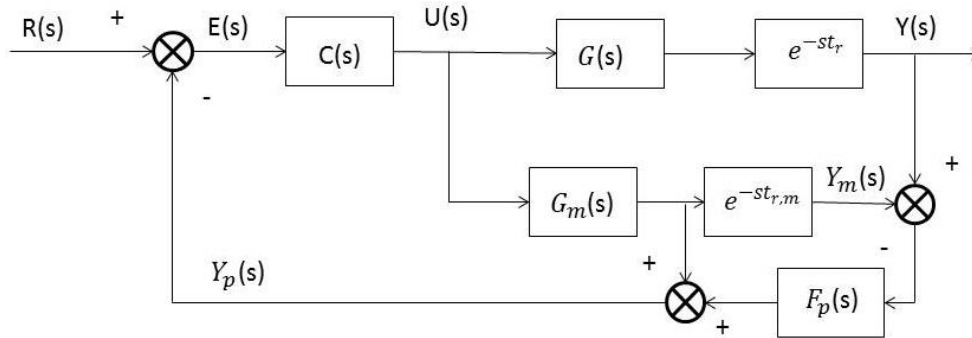 R(s)
+
E(s)
U(s)
Y(s)
C(s)
G(s)
e^{-st_r}
-
G_m(s)
e^{-st_{r,m}}
Y_m(s)
+
Y_p(s)
+
-
F_p(s)
+